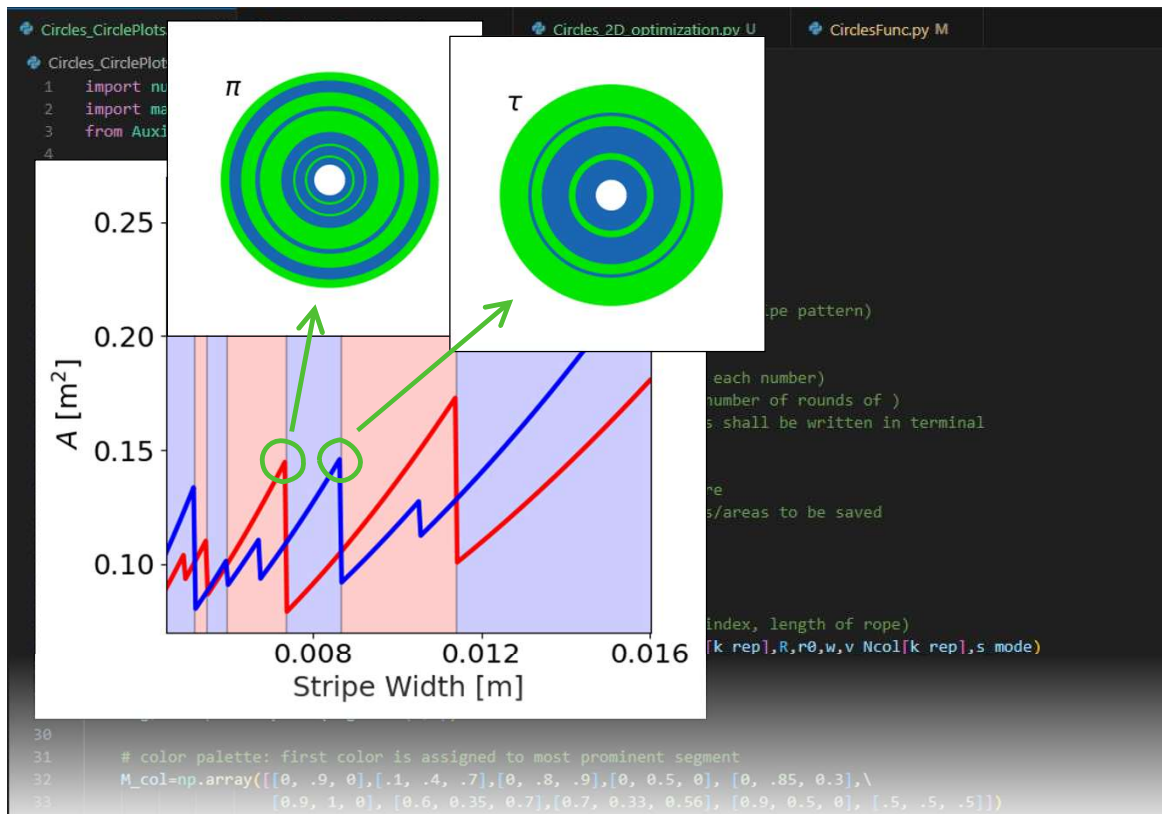 Circles_CirclePlots.
Circles_2D_optimization.py U
CirclesFunc.py M
Circles_CirclePlot
1 import nu
2 import ma
3 from Auxi
4
π
τ
0.25
0.20
0.15
0.10
A [m²]
0.008 0.012 0.016
Stripe Width [m]
pe pattern)
each number)
number of rounds of )
shall be written in terminal
re
s/areas to be saved
index, length of rope)
[k rep],R,r0,w,v Ncol[k rep],s mode)
30
31 # color palette: first color is assigned to most prominent segment
32 M_col=np.array([[0, .9, 0],[.1, .4, .7],[0, .8, .9],[0, 0.5, 0], [0, .85, 0.3],\
33 [0.9, 1, 0], [0.6, 0.35, 0.7],[0.7, 0.33, 0.56], [0.9, 0.5, 0], [.5, .5, .5]])